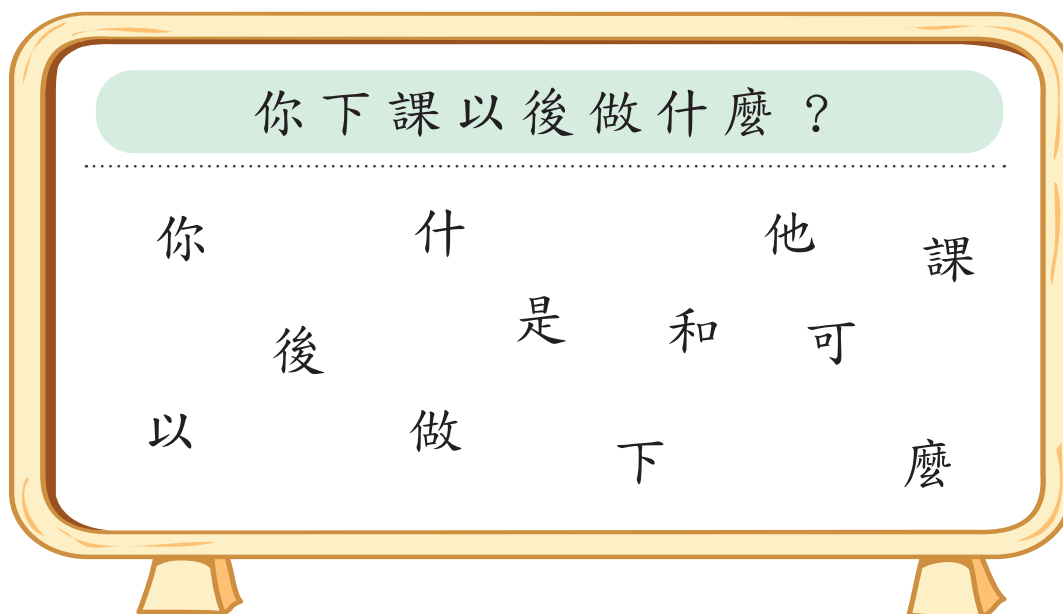 你下課以後做什麼？
你 什 他 課
後 是 和 可
以 做 下 麼